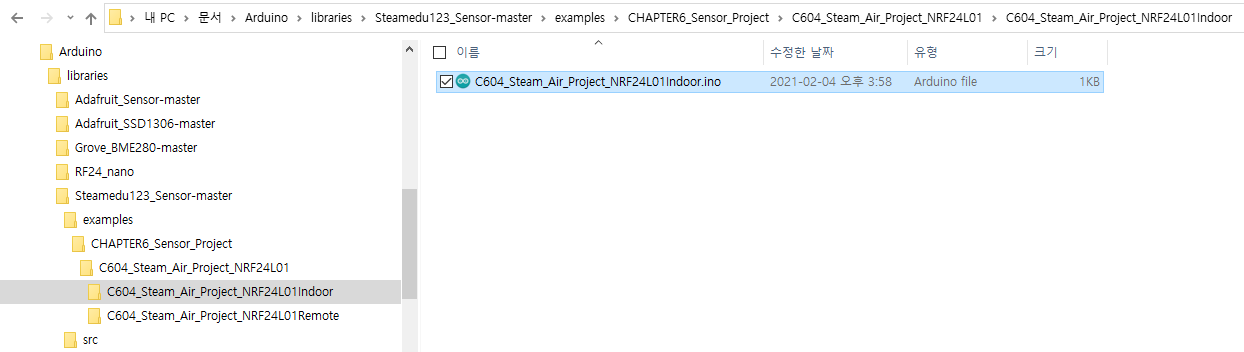 내 PC > 문서 > Arduino > libraries > Steamedu123_Sensor-master > examples > CHAPTER6_Sensor_Project > C604_Steam_Air_Project_NRF24L01 > C604_Steam_Air_Project_NRF24L01Indoor
Arduino
libraries
Adafruit_Sensor-master
Adafruit_SSD1306-master
Grove_BME280-master
RF24_nano
Steamedu123_Sensor-master
examples
CHAPTER6_Sensor_Project
C604_Steam_Air_Project_NRF24L01
C604_Steam_Air_Project_NRF24L01Indoor
C604_Steam_Air_Project_NRF24L01Remote
src
이름 수정한 날짜 유형 크기
C604_Steam_Air_Project_NRF24L01Indoor.ino 2021-02-04 오후 3:58 Arduino file 1KB